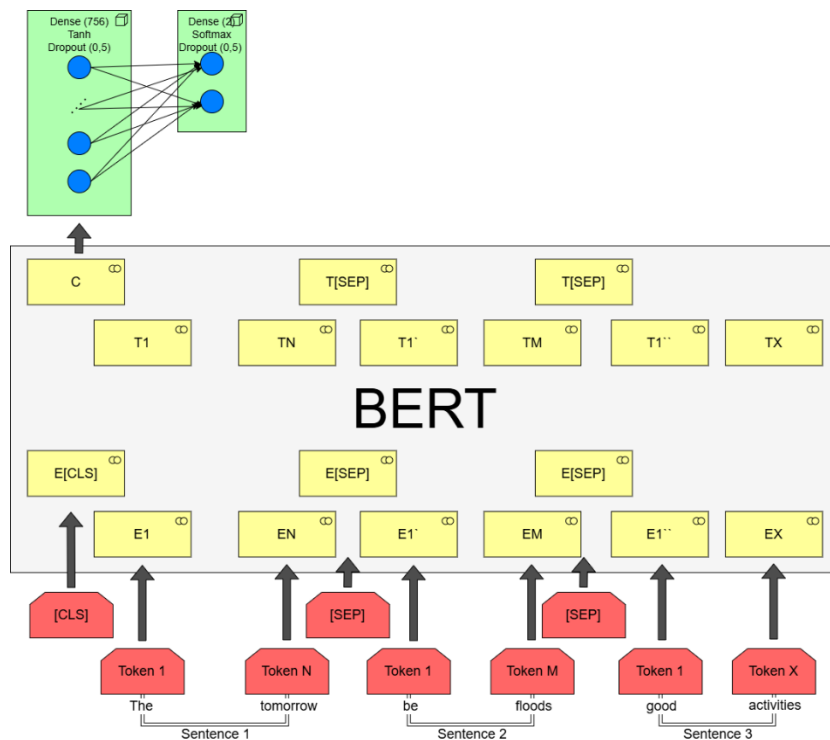 Dense (756)
Tanh
Dropout (0,5)
Dense (2)
Softmax
Dropout (0,5)
C
T[SEP]
T[SEP]
T1
TN
T1`
TM
T1``
TX
BERT
E[CLS]
E[SEP]
E[SEP]
E1
EN
E1`
EM
E1``
EX
[CLS]
[SEP]
[SEP]
Token 1
Token N
Token 1
Token M
Token 1
Token X
The
tomorrow
be
floods
good
activities
Sentence 1
Sentence 2
Sentence 3